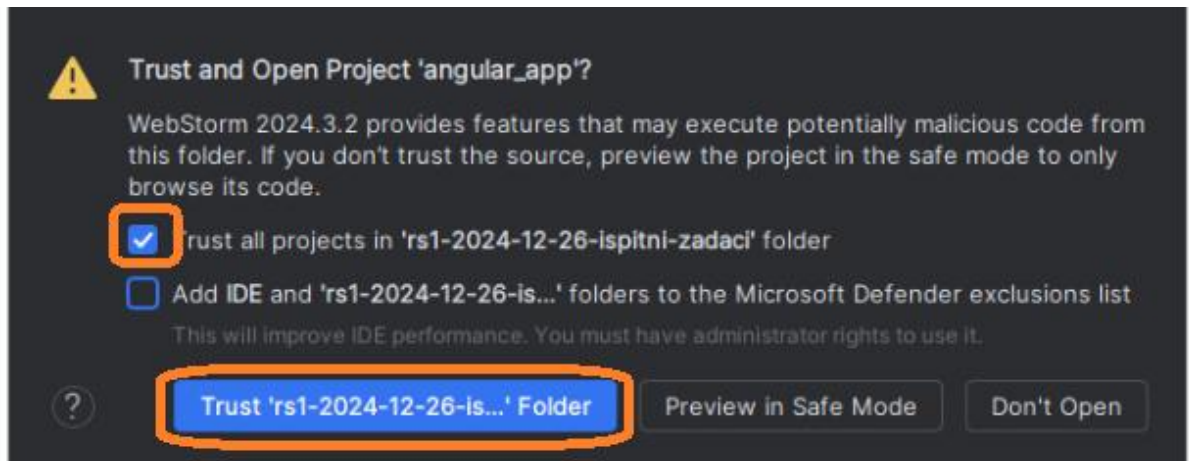 Trust and Open Project 'angular_app'?
WebStorm 2024.3.2 provides features that may execute potentially malicious code from
this folder. If you don't trust the source, preview the project in the safe mode to only
browse its code.
Trust all projects in 'rs1-2024-12-26-ispitni-zadaci' folder
Add IDE and 'rs1-2024-12-26-is...' folders to the Microsoft Defender exclusions list
This will improve IDE performance. You must have administrator rights to use it.
? Trust 'rs1-2024-12-26-is...' Folder Preview in Safe Mode Don't Open